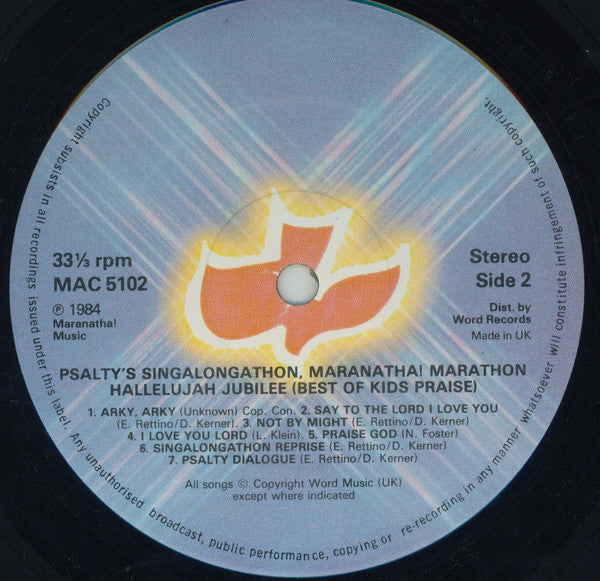 33⅓ rpm
MAC 5102
℗ 1984
Maranatha!
Music
Stereo
Side 2
Dist. by
Word Records
Made in UK
PSALTY'S SINGALONGATHON, MARANATHA! MARATHON
HALLELUJAH JUBILEE (BEST OF KIDS PRAISE)
1. ARKY, ARKY (Unknown) Cop. Con. 2. SAY TO THE LORD I LOVE YOU
(E. Rettino/D. Kerner) 3. NOT BY MIGHT (E. Rettino/D. Kerner)
4. I LOVE YOU LORD (L. Klein) 5. PRAISE GOD (N. Foster)
6. SINGALONGATHON REPRISE (E. Rettino/D. Kerner)
7. PSALTY DIALOGUE (E. Rettino/D. Kerner)
All songs © Copyright Word Music (UK)
except where indicated
Copyright subsists in all recordings issued under this label. Any unauthorised broadcast, public performance, copying or re-recording in any manner whatsoever will constitute infringement of such copyright.